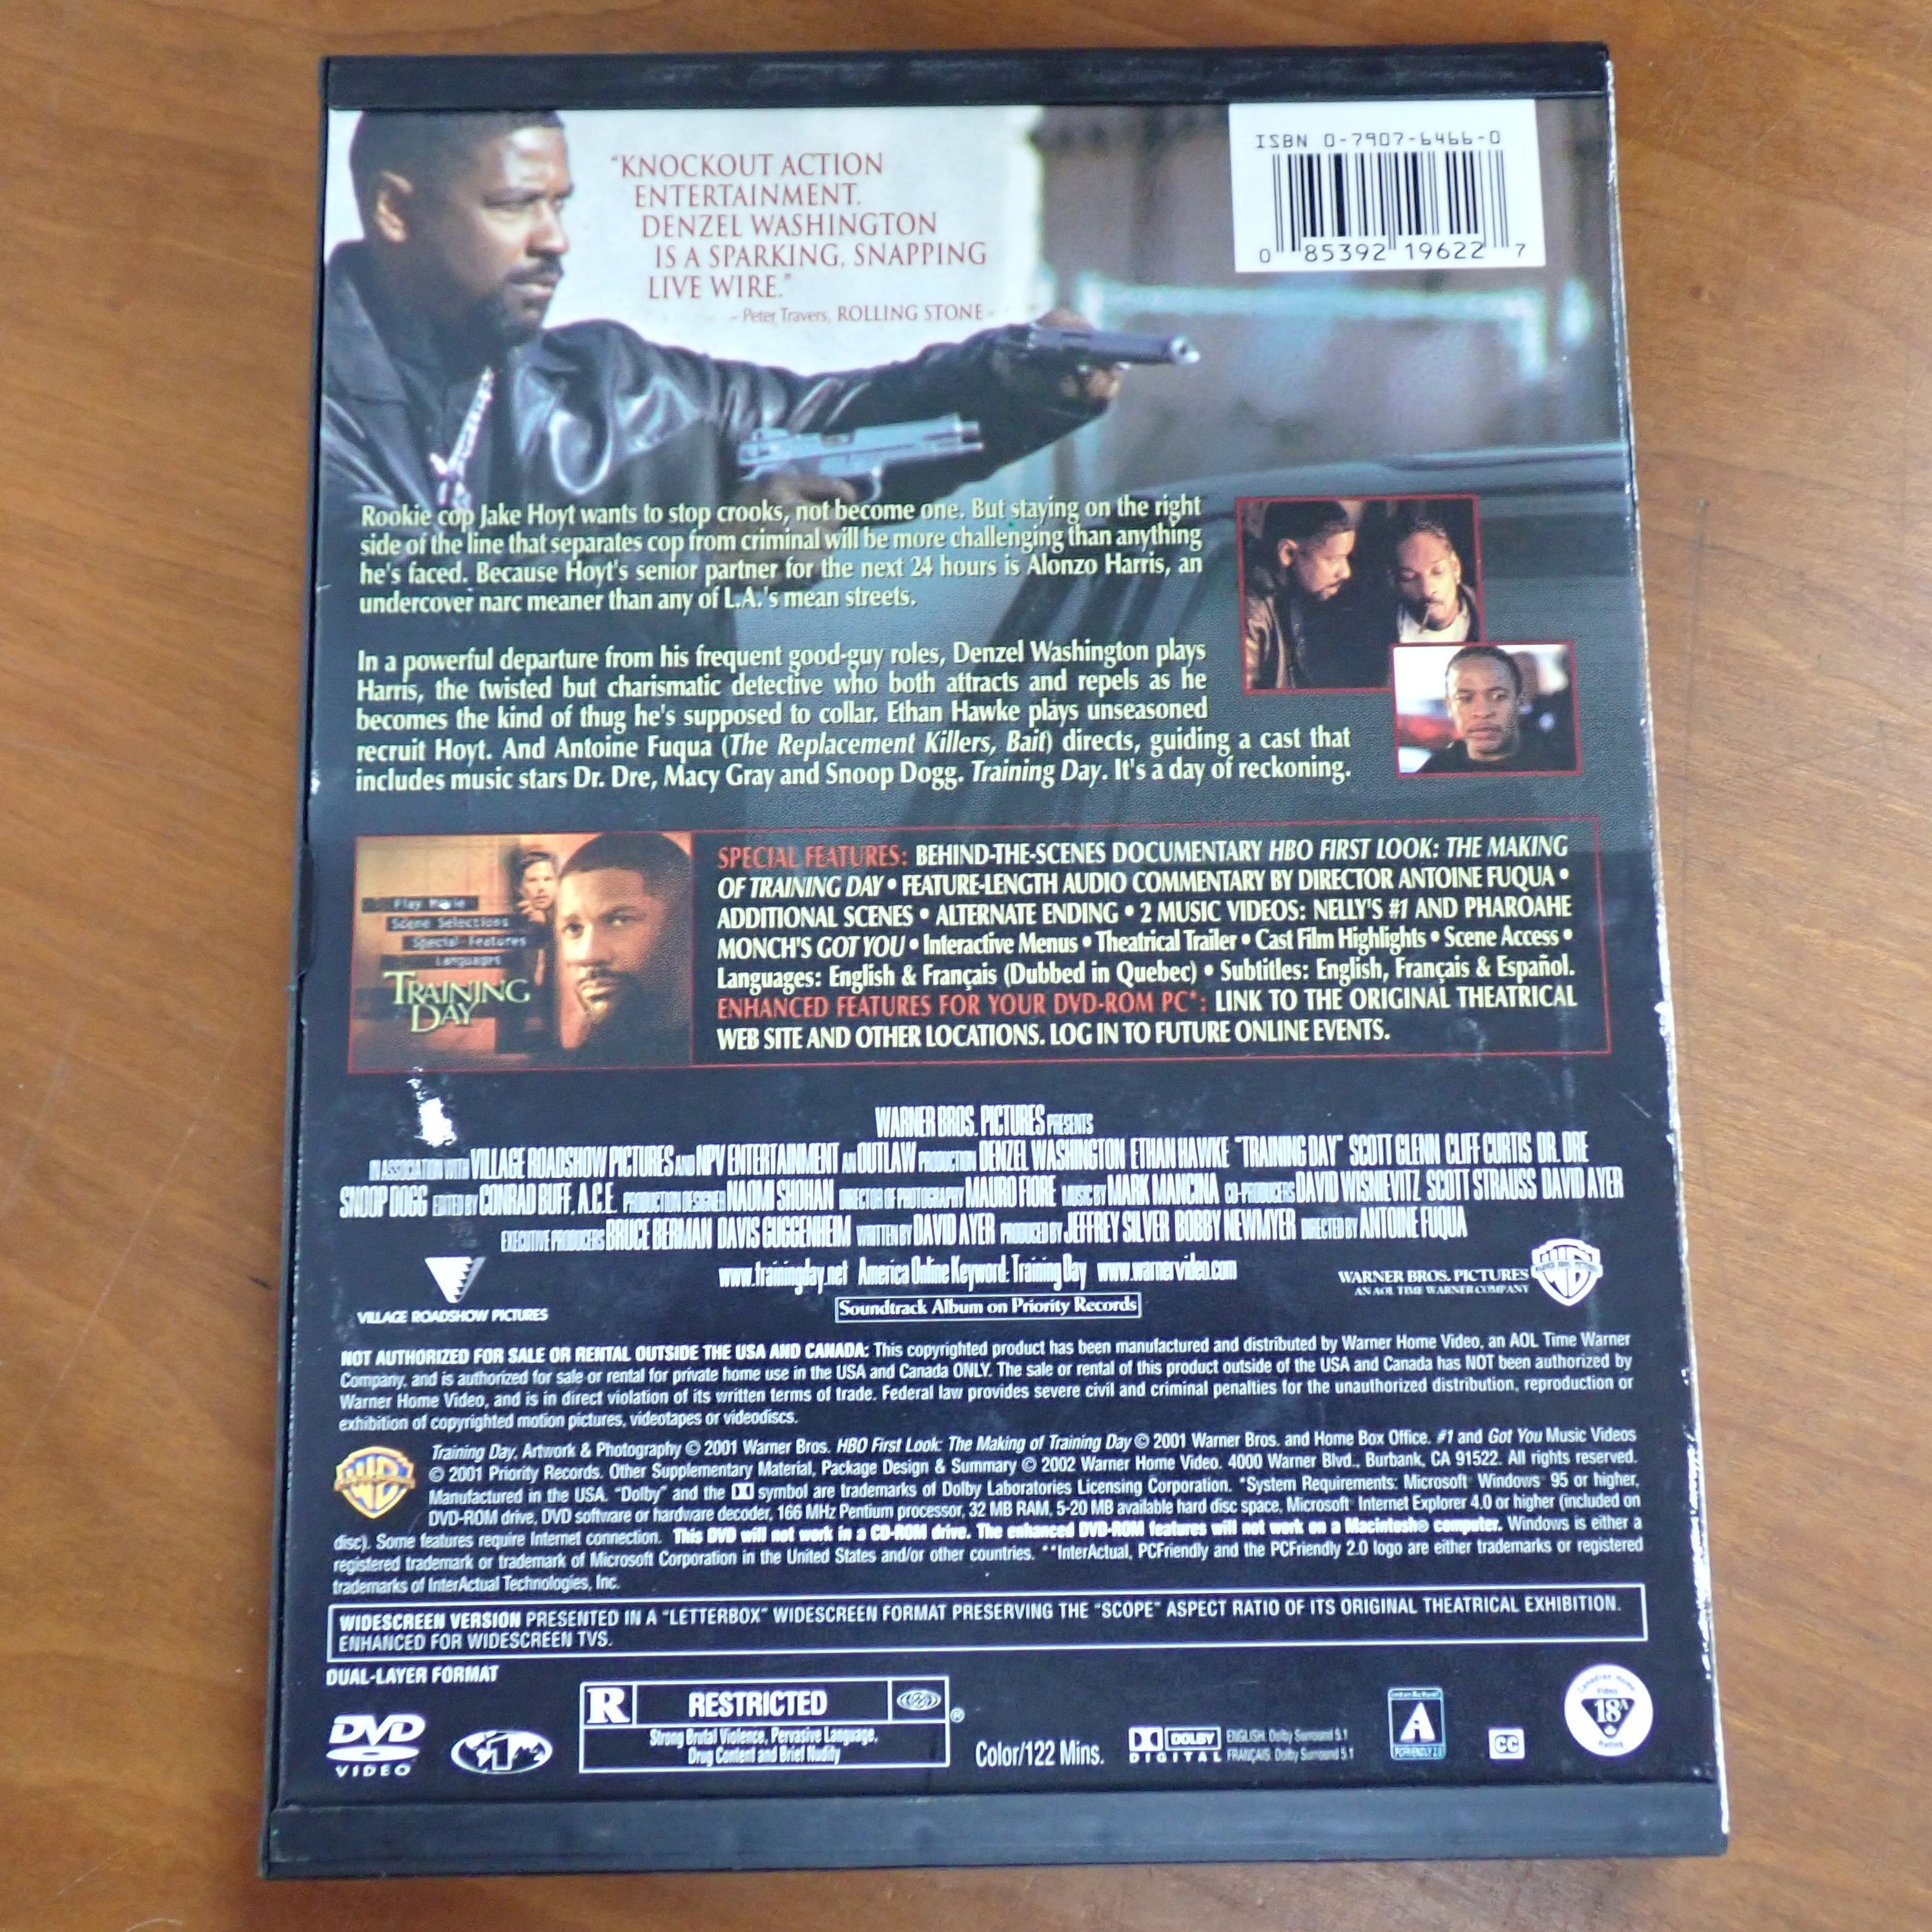 ISBN 0-7907-6466-0
0 85392 19622 7
"KNOCKOUT ACTION
ENTERTAINMENT.
DENZEL WASHINGTON
IS A SPARKING, SNAPPING
LIVE WIRE."
- Peter Travers, ROLLING STONE
Rookie cop Jake Hoyt wants to stop crooks, not become one. But staying on the right
side of the line that separates cop from criminal will be more challenging than anything
he's faced. Because Hoyt's senior partner for the next 24 hours is Alonzo Harris, an
undercover narc meaner than any of L.A.'s mean streets.
In a powerful departure from his frequent good-guy roles, Denzel Washington plays
Harris, the twisted but charismatic detective who both attracts and repels as he
becomes the kind of thug he's supposed to collar. Ethan Hawke plays unseasoned
recruit Hoyt. And Antoine Fuqua (The Replacement Killers, Bait) directs, guiding a cast that
includes music stars Dr. Dre, Macy Gray and Snoop Dogg. Training Day. It's a day of reckoning.
Play Movie
Scene Selections
Special Features
Languages
TRAINING
DAY
SPECIAL FEATURES: BEHIND-THE-SCENES DOCUMENTARY HBO FIRST LOOK: THE MAKING
OF TRAINING DAY • FEATURE-LENGTH AUDIO COMMENTARY BY DIRECTOR ANTOINE FUQUA •
ADDITIONAL SCENES • ALTERNATE ENDING • 2 MUSIC VIDEOS: NELLY'S #1 AND PHAROAHE
MONCH'S GOT YOU • Interactive Menus • Theatrical Trailer • Cast Film Highlights • Scene Access •
Languages: English & Français (Dubbed in Quebec) • Subtitles: English, Français & Español.
ENHANCED FEATURES FOR YOUR DVD-ROM PC*: LINK TO THE ORIGINAL THEATRICAL
WEB SITE AND OTHER LOCATIONS. LOG IN TO FUTURE ONLINE EVENTS.
WARNER BROS. PICTURES PRESENTS
IN ASSOCIATION WITH VILLAGE ROADSHOW PICTURES AND NPV ENTERTAINMENT AN OUTLAW PRODUCTION DENZEL WASHINGTON ETHAN HAWKE "TRAINING DAY" SCOTT GLENN CLIFF CURTIS DR. DRE
SNOOP DOGG EDITED BY CONRAD BUFF, A.C.E. PRODUCTION DESIGNER NAOMI SHOHAN DIRECTOR OF PHOTOGRAPHY MAURO FIORE MUSIC BY MARK MANCINA CO-PRODUCERS DAVID WISNIEVITZ SCOTT STRAUSS DAVID AYER
EXECUTIVE PRODUCERS BRUCE BERMAN DAVIS GUGGENHEIM WRITTEN BY DAVID AYER PRODUCED BY JEFFREY SILVER BOBBY NEWMYER DIRECTED BY ANTOINE FUQUA
www.trainingday.net America Online Keyword: Training Day www.warnervideo.com
VILLAGE ROADSHOW PICTURES
Soundtrack Album on Priority Records
WARNER BROS. PICTURES
AN AOL TIME WARNER COMPANY
NOT AUTHORIZED FOR SALE OR RENTAL OUTSIDE THE USA AND CANADA: This copyrighted product has been manufactured and distributed by Warner Home Video, an AOL Time Warner
Company, and is authorized for sale or rental for private home use in the USA and Canada ONLY. The sale or rental of this product outside of the USA and Canada has NOT been authorized by
Warner Home Video, and is in direct violation of its written terms of trade. Federal law provides severe civil and criminal penalties for the unauthorized distribution, reproduction or
exhibition of copyrighted motion pictures, videotapes or videodiscs.
Training Day, Artwork & Photography © 2001 Warner Bros. HBO First Look: The Making of Training Day © 2001 Warner Bros. and Home Box Office. #1 and Got You Music Videos
© 2001 Priority Records. Other Supplementary Material, Package Design & Summary © 2002 Warner Home Video. 4000 Warner Blvd., Burbank, CA 91522. All rights reserved.
Manufactured in the USA. "Dolby" and the DD symbol are trademarks of Dolby Laboratories Licensing Corporation. *System Requirements: Microsoft Windows 95 or higher,
DVD-ROM drive, DVD software or hardware decoder, 166 MHz Pentium processor, 32 MB RAM, 5-20 MB available hard disc space, Microsoft Internet Explorer 4.0 or higher (included on
disc). Some features require Internet connection. This DVD will not work in a CD-ROM drive. The enhanced DVD-ROM features will not work on a Macintosh® computer. Windows is either a
registered trademark or trademark of Microsoft Corporation in the United States and/or other countries. **InterActual, PCFriendly and the PCFriendly 2.0 logo are either trademarks or registered
trademarks of InterActual Technologies, Inc.
WIDESCREEN VERSION PRESENTED IN A "LETTERBOX" WIDESCREEN FORMAT PRESERVING THE "SCOPE" ASPECT RATIO OF ITS ORIGINAL THEATRICAL EXHIBITION.
ENHANCED FOR WIDESCREEN TVS.
DUAL-LAYER FORMAT
DVD
VIDEO
1
R RESTRICTED ®
Strong Brutal Violence, Pervasive Language,
Drug Content and Brief Nudity
Color/122 Mins.
DOLBY
DIGITAL
ENGLISH: Dolby Surround 5.1
FRANÇAIS: Dolby Surround 5.1
A
PCFRIENDLY 2.0
CC
Canadian Home
Video
18A
Rated